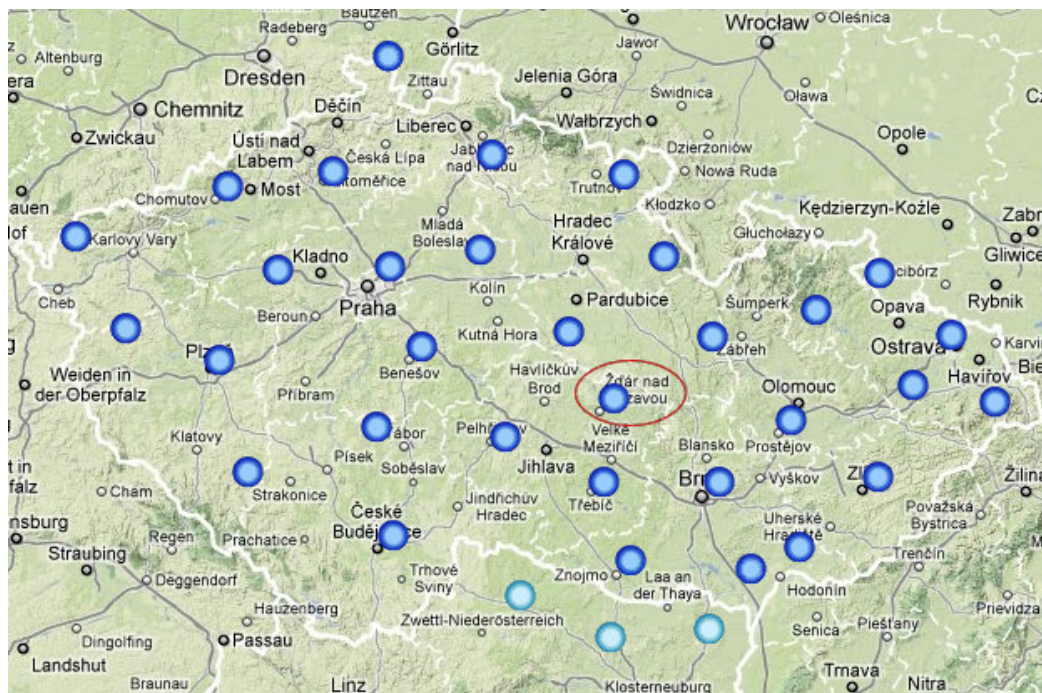 Bautzen
Oleśnica
Wrocław
Radeberg
Görlitz
Jawor
Altenburg
Dresden
Zittau
Jelenia Góra
Świdnica
Oława
Chemnitz
Děčín
Liberec
Wałbrzych
Zwickau
Ústí nad
Labem
Česká Lípa
Dzierżoniów
Opole
Most
Trutnov
Nowa Ruda
Chomutov
Kłodzko
Kędzierzyn-Koźle
Mladá
Boleslav
Hradec
Králové
Głuchołazy
Karlovy Vary
Gliwice
Kladno
Cheb
Praha
Kolín
Pardubice
Šumperk
Opava
Rybnik
Beroun
Kutná Hora
Zábřeh
Ostrava
Weiden in
der Oberpfalz
Benešov
Havlíčkův
Brod
Žďár nad
Olomouc
Havířov
Příbram
Klatovy
Velké
Meziříčí
Blansko
Prostějov
Písek
Soběslav
Jihlava
Cham
Strakonice
Třebíč
Vyškov
Žilina
Jindřichův
Hradec
Považská
Bystrica
České
Uherské
Regen
Prachatice
Straubing
Trenčín
Deggendorf
Trhové
Sviny
Znojmo
Laa an
der Thaya
Hodonín
Hauzenberg
Zwettl-Niederösterreich
Prievidza
Dingolfing
Passau
Senica
Piešťany
Landshut
Braunau
Linz
Klosterneuburg
Trnava
Nitra